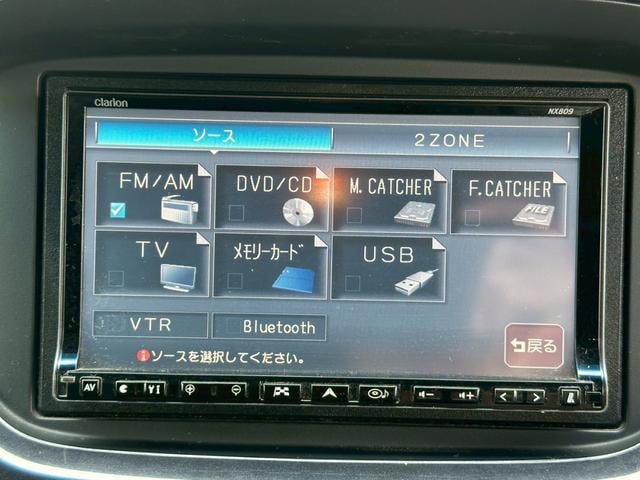 Clarion
NX809
ソース
2ZONE
FM/AM
DVD/CD
M. CATCHER
F. CATCHER
FILE
TV
メモリーカード
USB
VTR
Bluetooth
ソースを選択してください。
戻る
AV